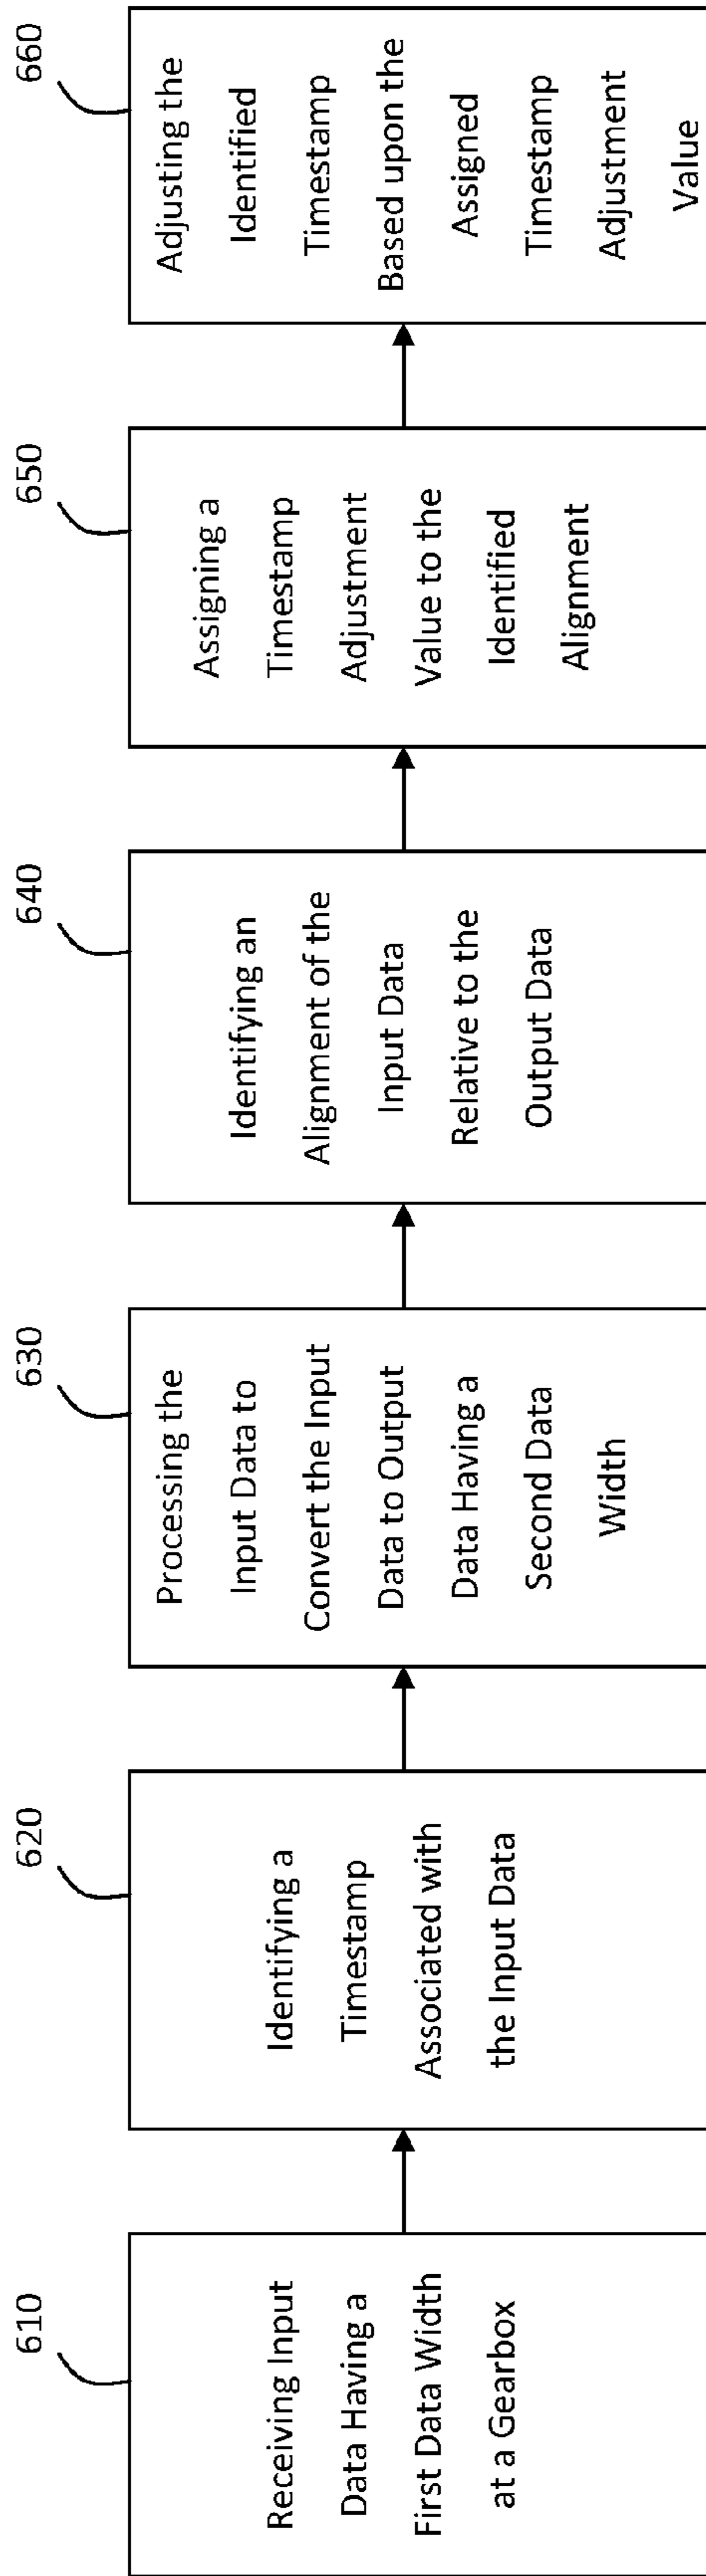 610
Receiving Input
Data Having a
First Data Width
at a Gearbox
620
Identifying a
Timestamp
Associated with
the Input Data
630
Processing the
Input Data to
Convert the Input
Data to Output
Data Having a
Second Data
Width
640
Identifying an
Alignment of the
Input Data
Relative to the
Output Data
650
Assigning a
Timestamp
Adjustment
Value to the
Identified
Alignment
660
Adjusting the
Identified
Timestamp
Based upon the
Assigned
Timestamp
Adjustment
Value